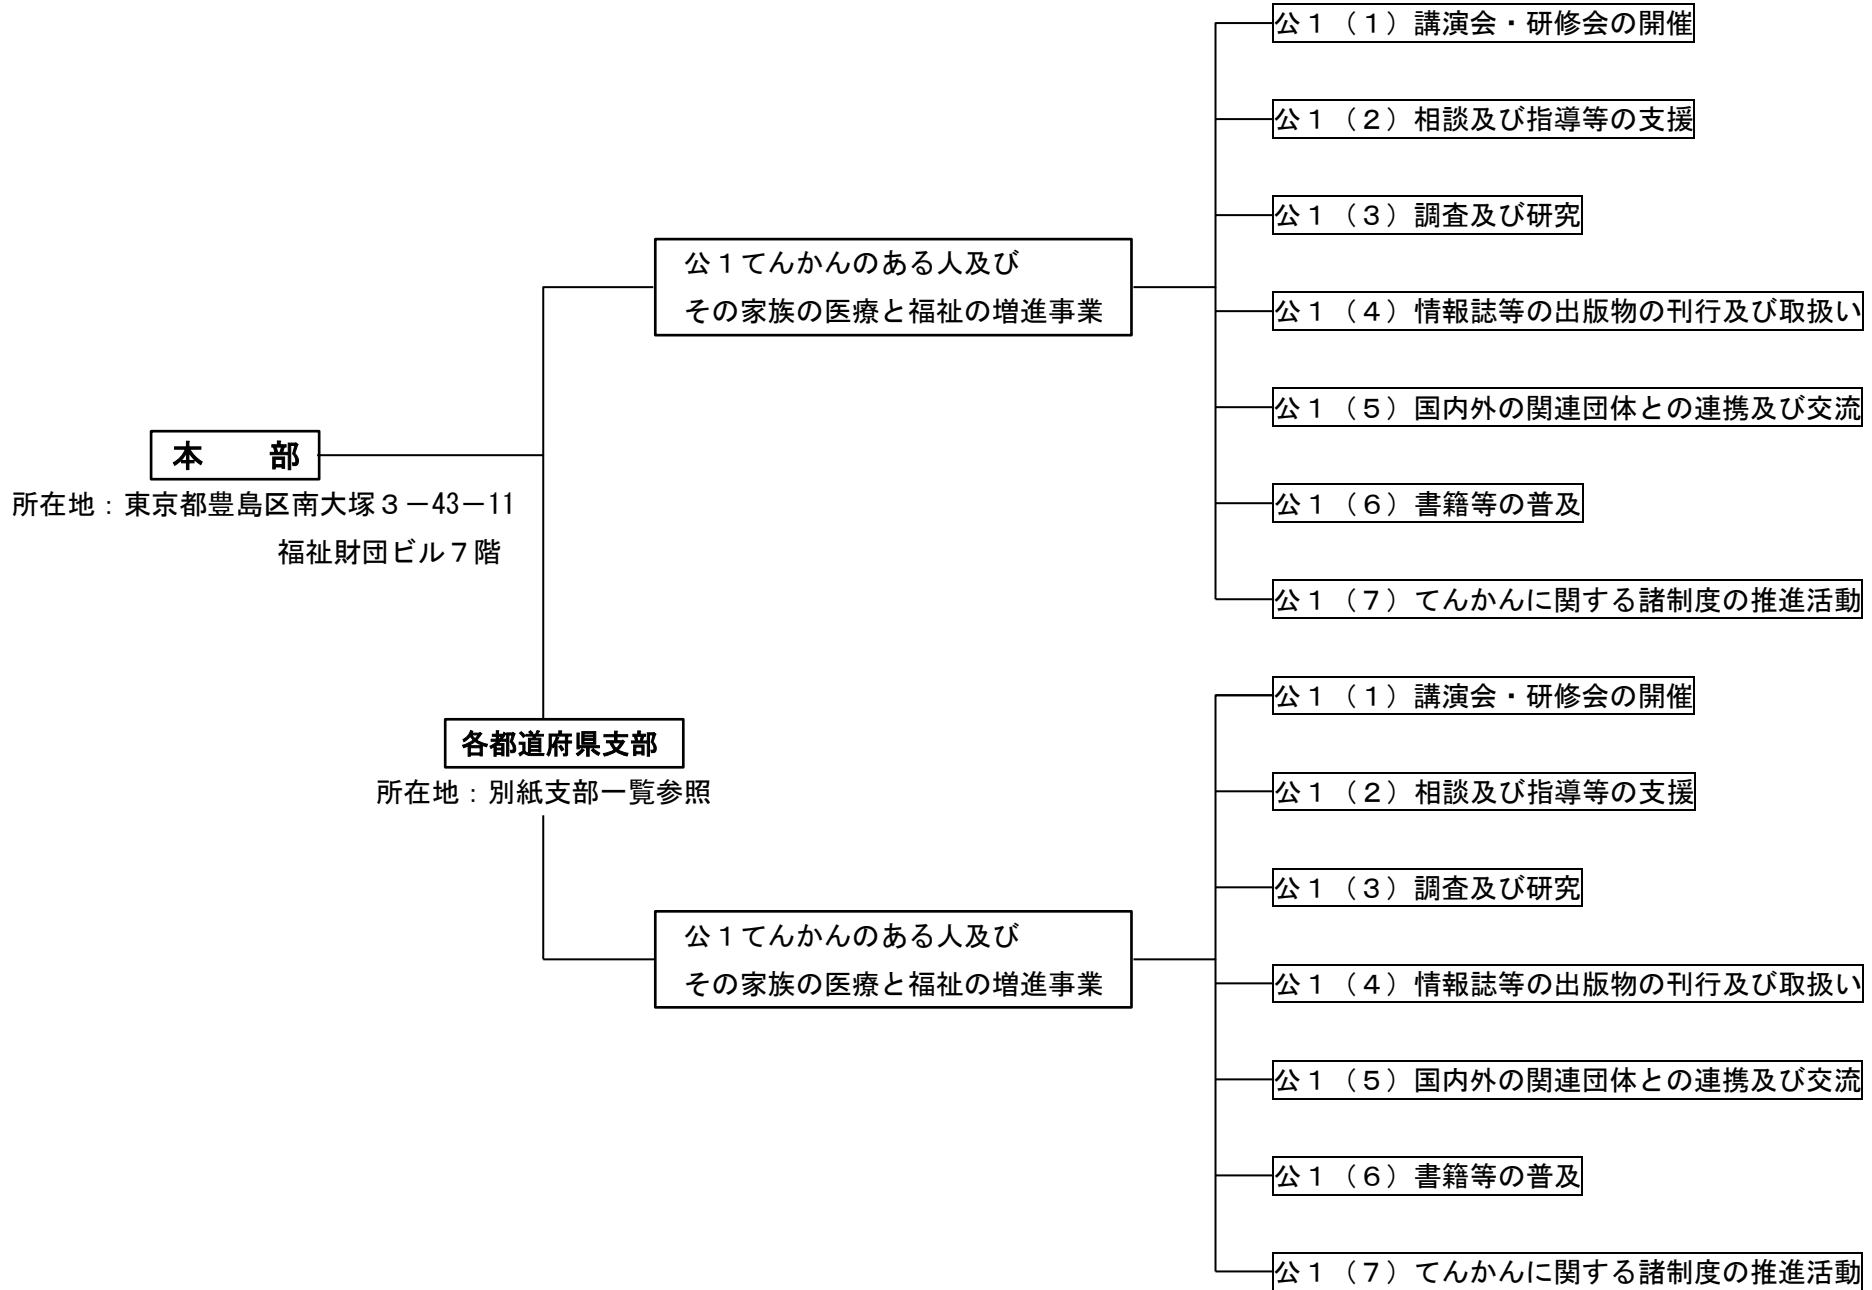 公１（１）講演会・研修会の開催
公１（２）相談及び指導等の支援
公１（３）調査及び研究
公１てんかんのある人及び
その家族の医療と福祉の増進事業
公１（４）情報誌等の出版物の刊行及び取扱い
公１（５）国内外の関連団体との連携及び交流
本　　部
所在地：東京都豊島区南大塚３－43－11
福祉財団ビル７階
公１（６）書籍等の普及
公１（７）てんかんに関する諸制度の推進活動
各都道府県支部
所在地：別紙支部一覧参照
公１（１）講演会・研修会の開催
公１（２）相談及び指導等の支援
公１（３）調査及び研究
公１てんかんのある人及び
その家族の医療と福祉の増進事業
公１（４）情報誌等の出版物の刊行及び取扱い
公１（５）国内外の関連団体との連携及び交流
公１（６）書籍等の普及
公１（７）てんかんに関する諸制度の推進活動